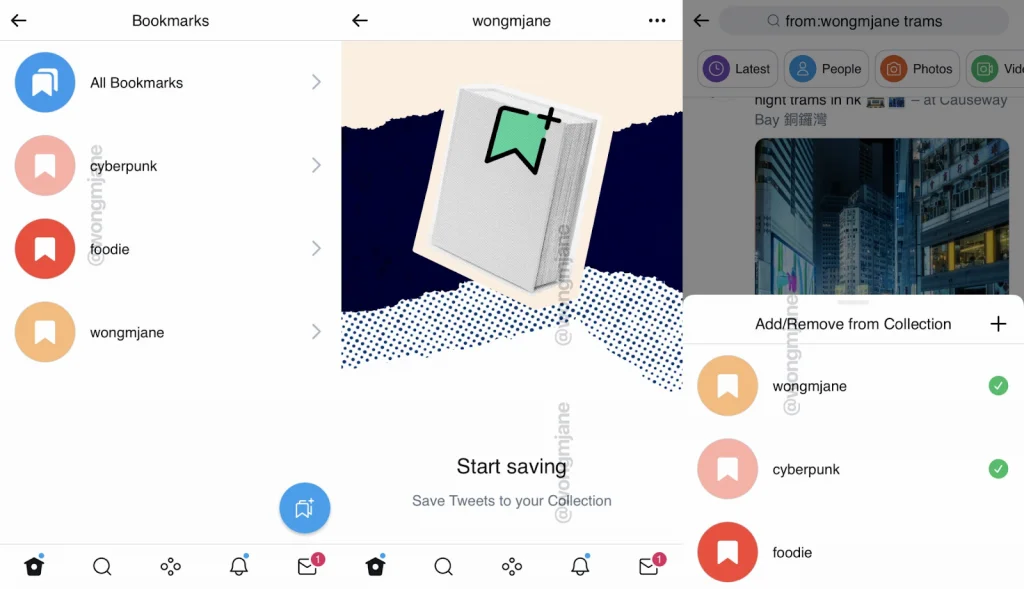 Bookmarks
All Bookmarks
cyberpunk
foodie
wongmjane
@wongmjane
1
wongmjane
@wongmjane
Start saving
Save Tweets to your Collection
@wongmjane
1
from:wongmjane trams
Latest
People
Photos
night trams in hk – at Causeway
Bay 銅鑼灣
Add/Remove from Collection
wongmjane
cyberpunk
foodie
@wongmjane